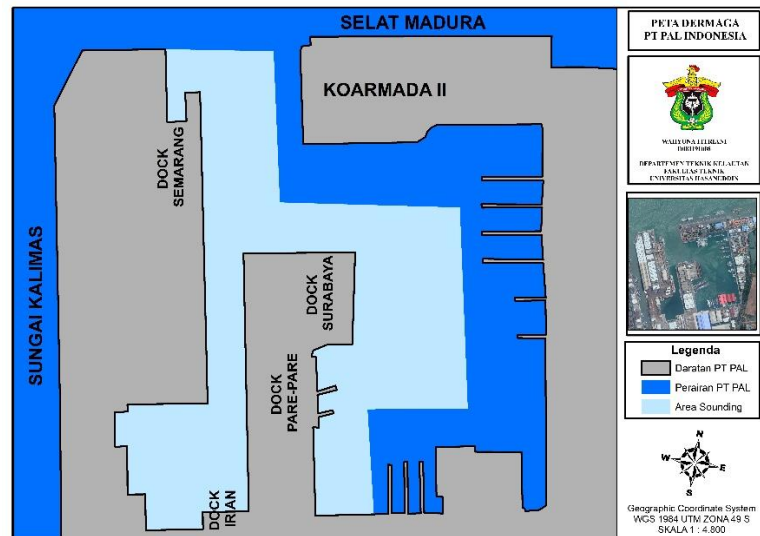 SELAT MADURA
KOARMADA II
DOCK
SEMARANG
SUNGAI KALIMAS
DOCK
SURABAYA
DOCK
PARE-PARE
DOCK
IRIAN
PETA DERMAGA
PT PAL INDONESIA
DEPARTEMEN TEKNIK KELAUTAN
FAKULTAS TEKNIK
UNIVERSITAS HASANUDDIN
Legenda
Daratan PT PAL
Perairan PT PAL
Area Sounding
N
W
E
S
Geographic Coordinate System
WGS 1984 UTM ZONA 49 S
SKALA 1 : 4.800